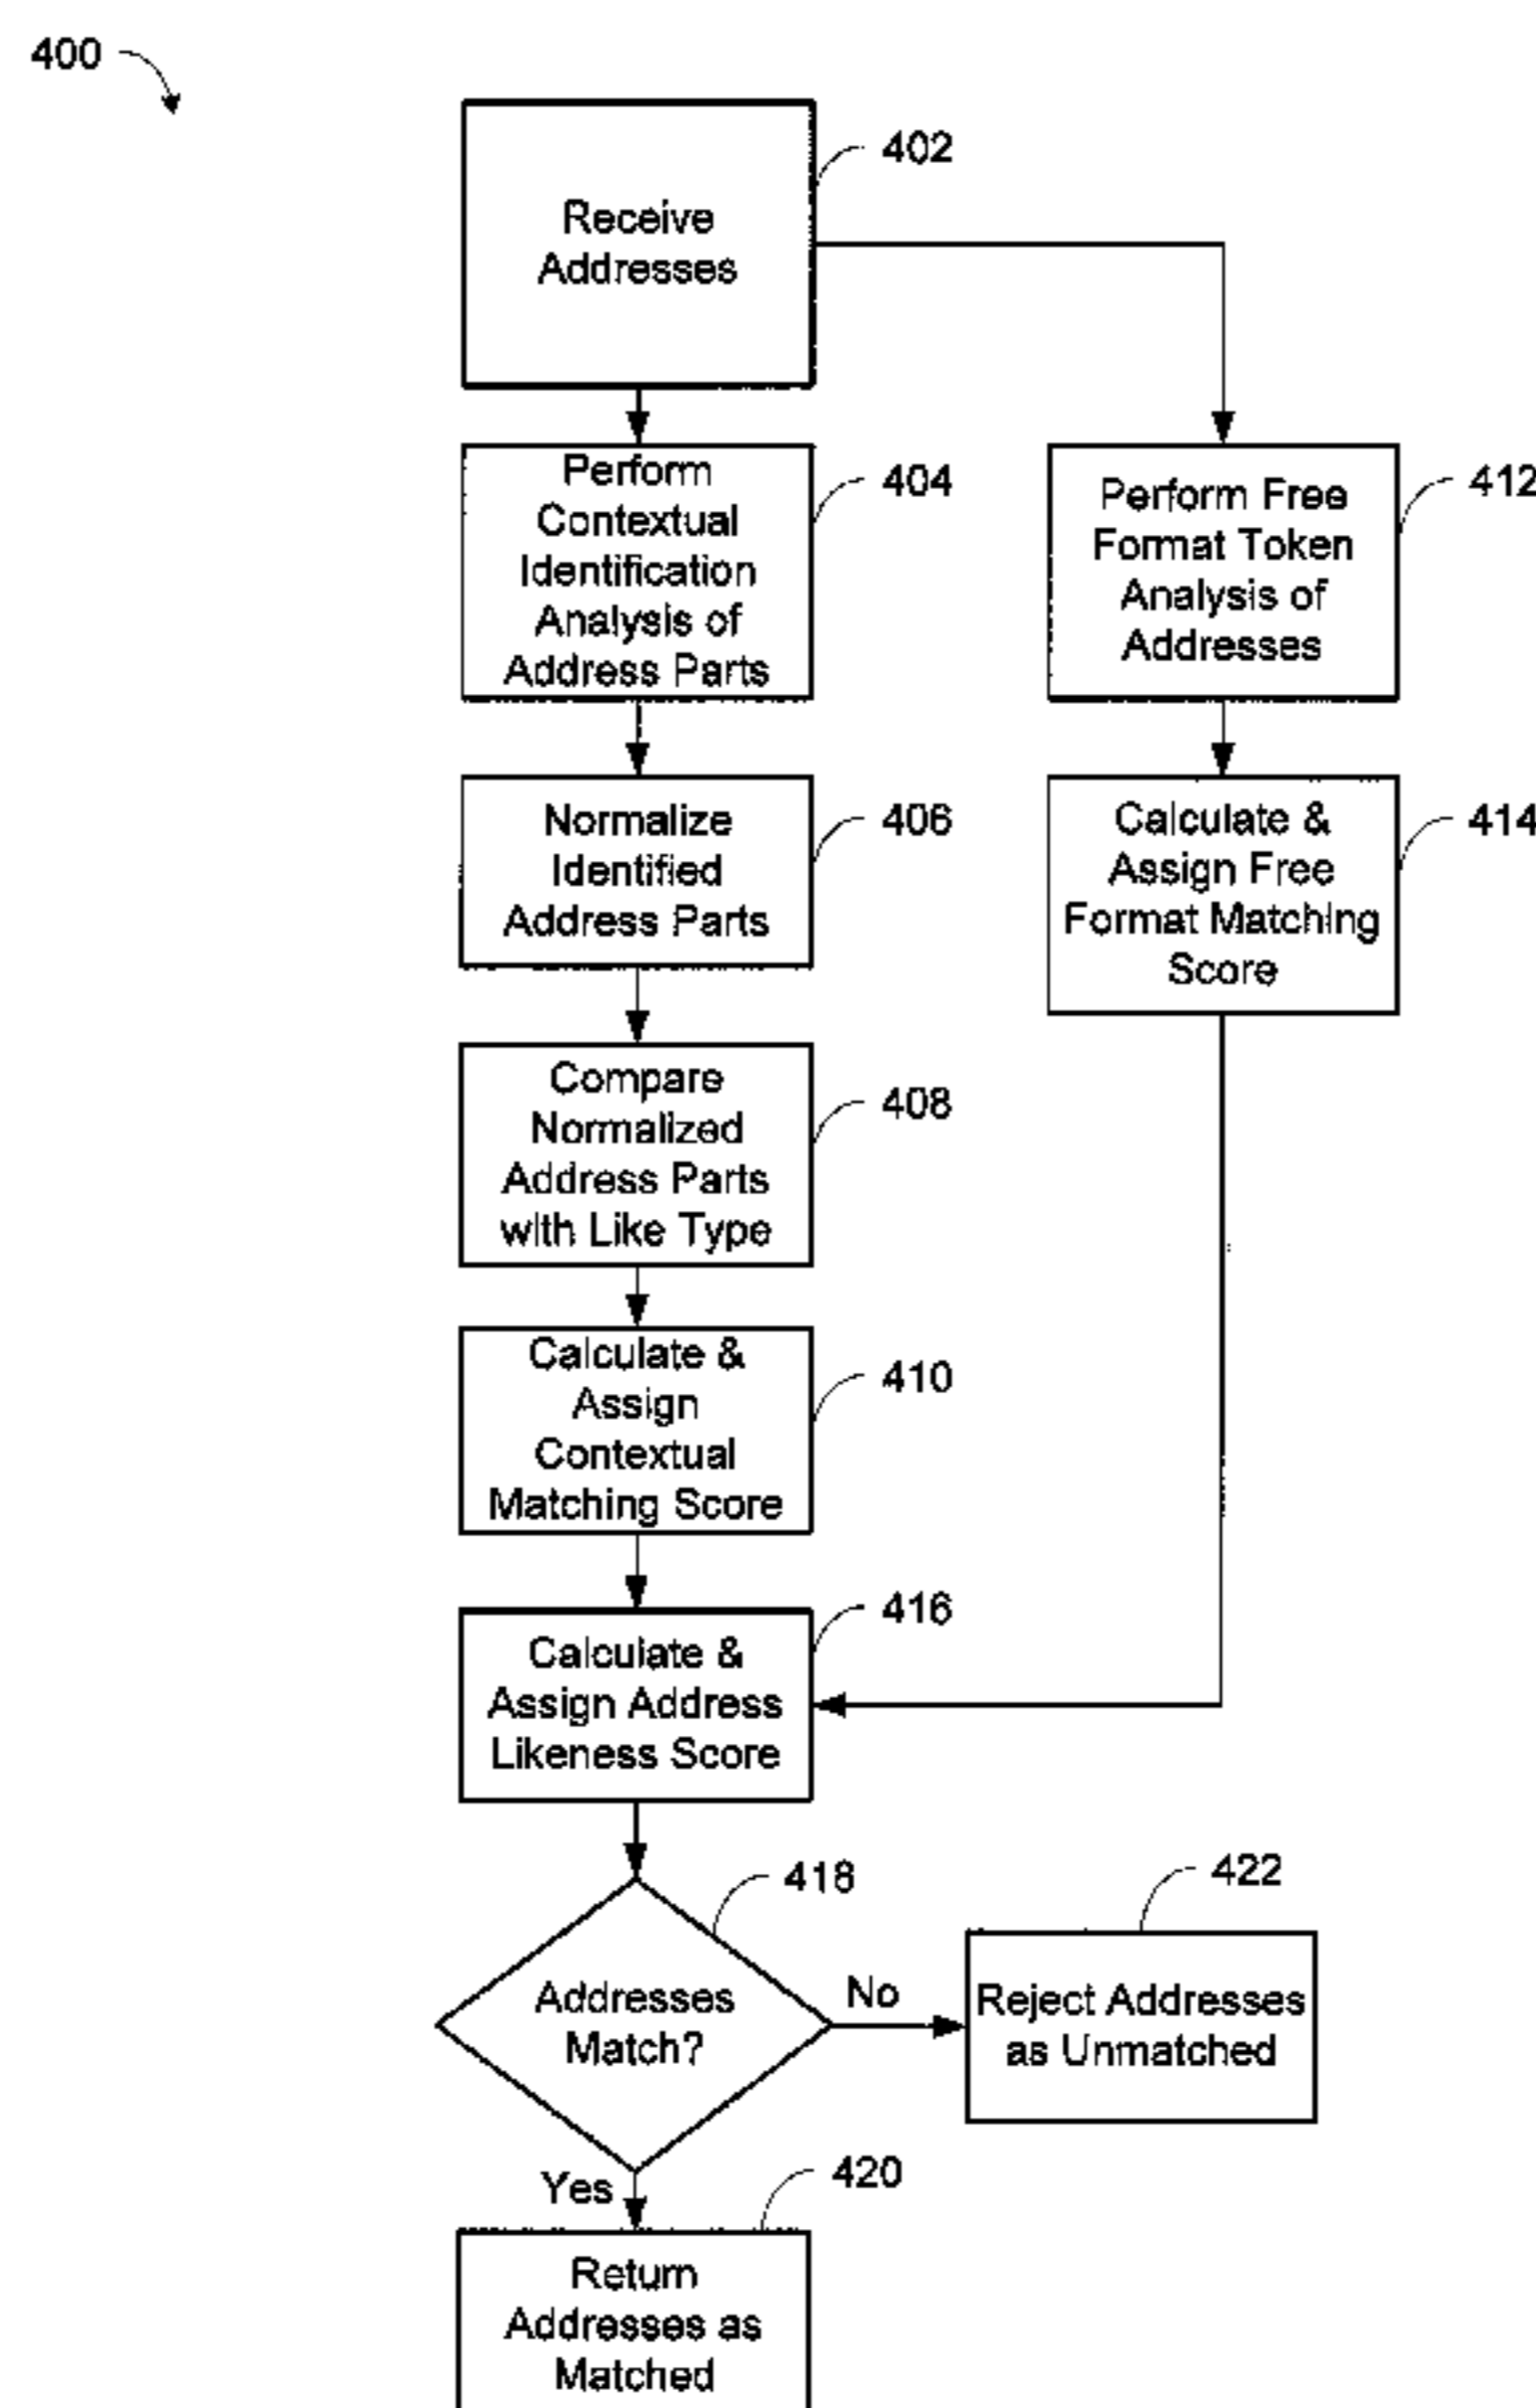 400
402
Receive
Addresses
404
Perform
Contextual
Identification
Analysis of
Address Parts
412
Perform Free
Format Token
Analysis of
Addresses
406
Normalize
Identified
Address Parts
414
Calculate &
Assign Free
Format Matching
Score
408
Compare
Normalized
Address Parts
with Like Type
410
Calculate &
Assign
Contextual
Matching Score
416
Calculate &
Assign Address
Likeness Score
418
Addresses
Match?
No
422
Reject Addresses
as Unmatched
Yes
420
Return
Addresses as
Matched